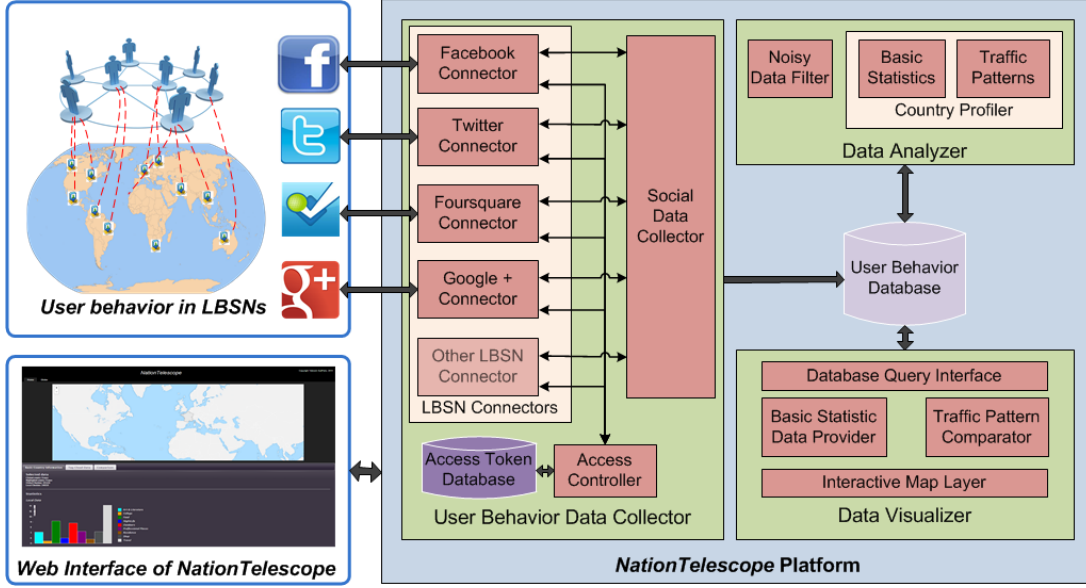 Facebook
Connector
Twitter
Connector
Foursquare
Connector
Google +
Connector
Other LBSN
Connector
LBSN Connectors
Social
Data
Collector
Access Token
Database
Access
Controller
User Behavior Data Collector
Noisy
Data Filter
Basic
Statistics
Traffic
Patterns
Country Profiler
Data Analyzer
User Behavior
Database
Database Query Interface
Basic Statistic
Data Provider
Traffic Pattern
Comparator
Interactive Map Layer
Data Visualizer
NationTelescope Platform
User behavior in LBSNs
NationTelescope
Web Interface of NationTelescope